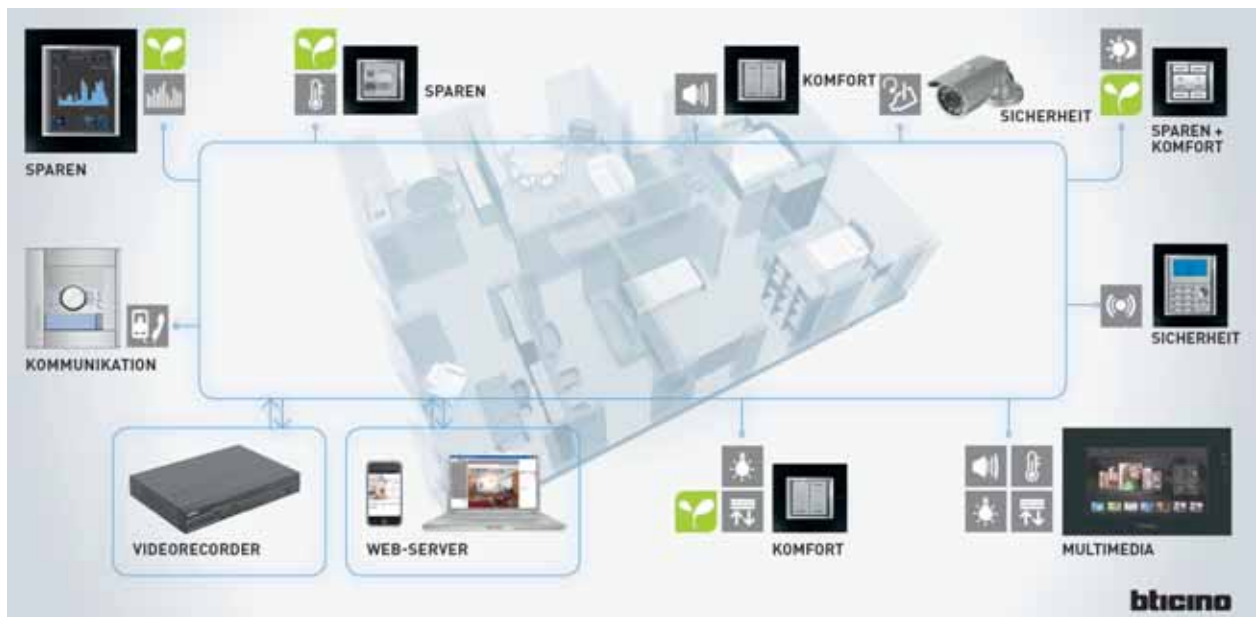 SPAREN
KOMFORT
SICHERHEIT
SPAREN +
KOMFORT
SPAREN
KOMMUNIKATION
SICHERHEIT
VIDEORECORDER
WEB-SERVER
KOMFORT
MULTIMEDIA
bticino